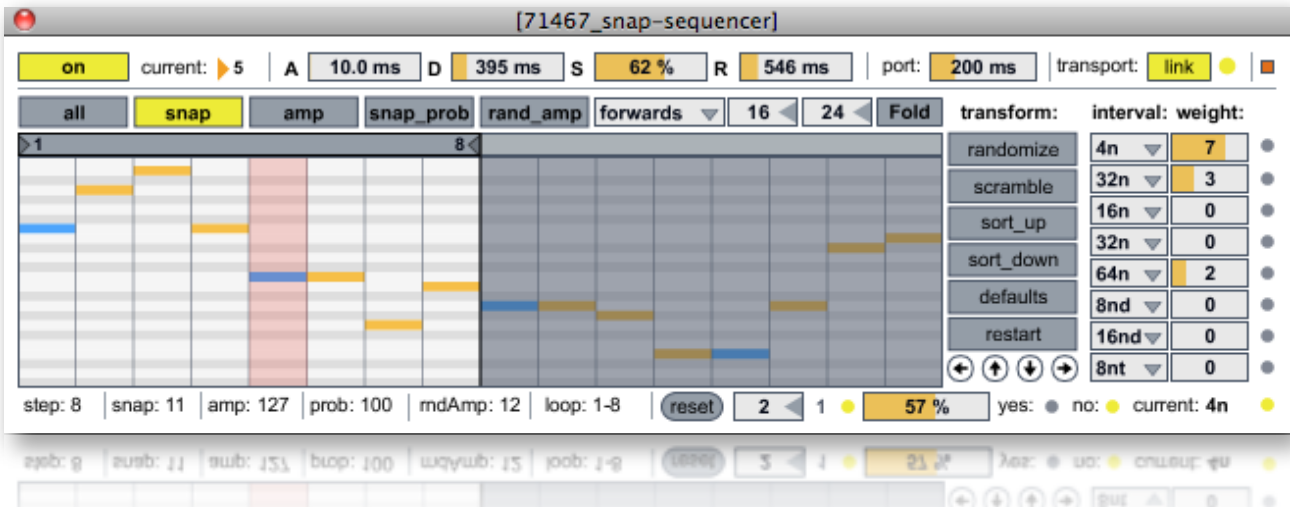 [71467_snap-sequencer]
on current: 5 A 10.0 ms D 395 ms S 62 % R 546 ms port: 200 ms transport: link
all snap amp snap_prob rand_amp forwards 16 24 Fold transform: interval: weight:
1 8
randomize 4n 7
scramble 32n 3
sort_up 16n 0
sort_down 32n 0
64n 2
defaults 8nd 0
restart 16nd 0
8nt 0
step: 8 snap: 11 amp: 127 prob: 100 rndAmp: 12 loop: 1-8 reset 2 1 57 % yes: no: current: 4n